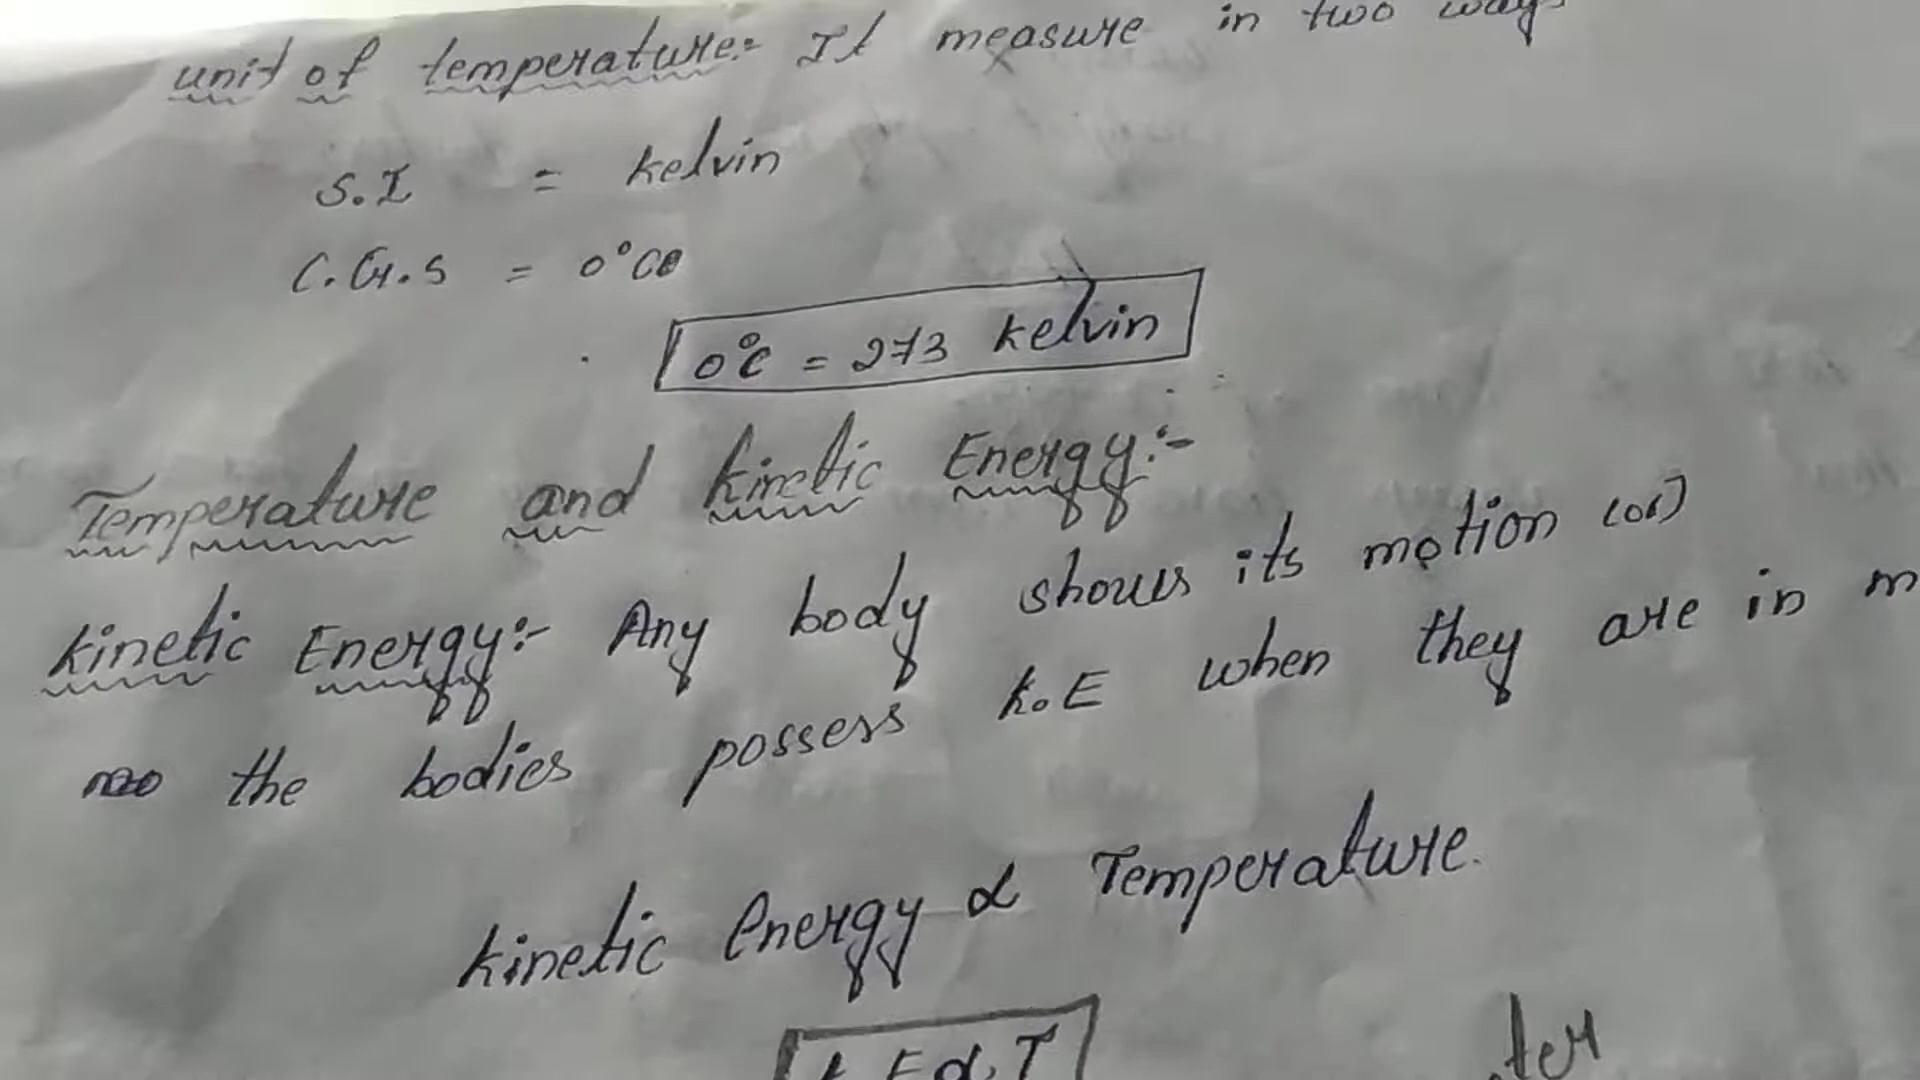 unit of temperature:- It measure in two ways
S.I = kelvin
C.G.S = 0°C
0°C = 273 kelvin
Temperature and kinetic Energy:-
kinetic Energy:- Any body shows its motion (or)
the bodies possess k.E when they are in m
kinetic energy α Temperature.
k.E α T